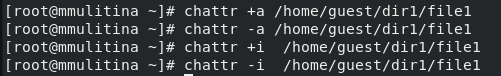 [root@mmulitina ~]# chattr +a /home/guest/dir1/file1
[root@mmulitina ~]# chattr -a /home/guest/dir1/file1
[root@mmulitina ~]# chattr +i  /home/guest/dir1/file1
[root@mmulitina ~]# chattr -i  /home/guest/dir1/file1